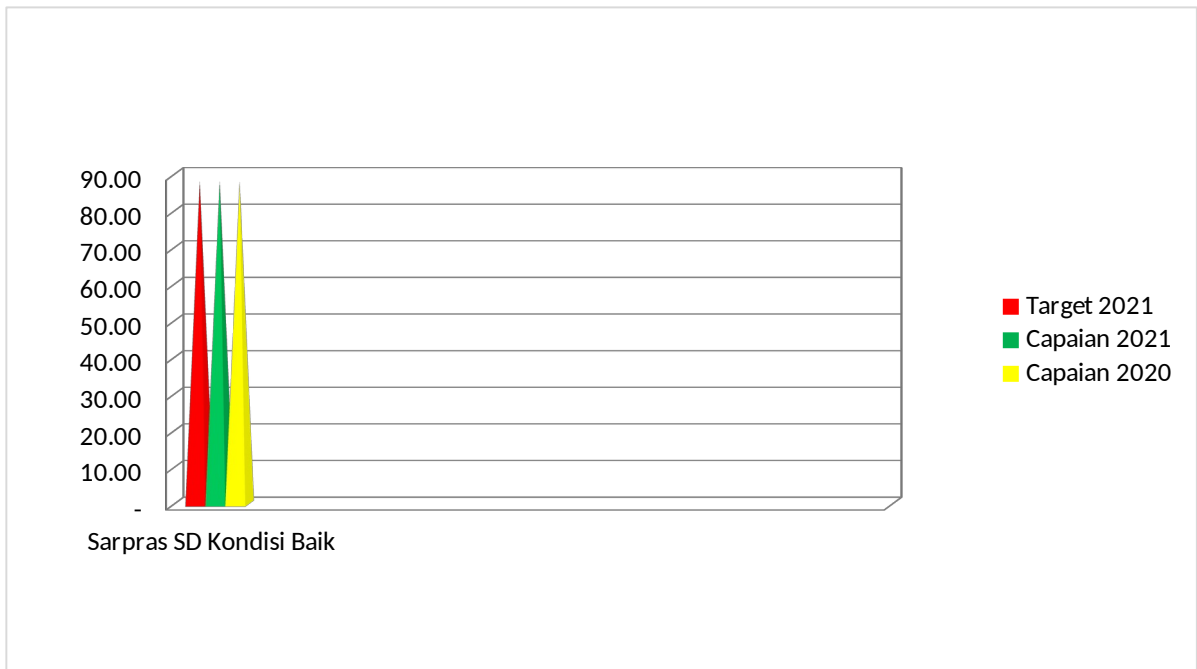 90.00
80.00
70.00
60.00
50.00
40.00
30.00
20.00
10.00
-
Sarpras SD Kondisi Baik
Target 2021
Capaian 2021
Capaian 2020